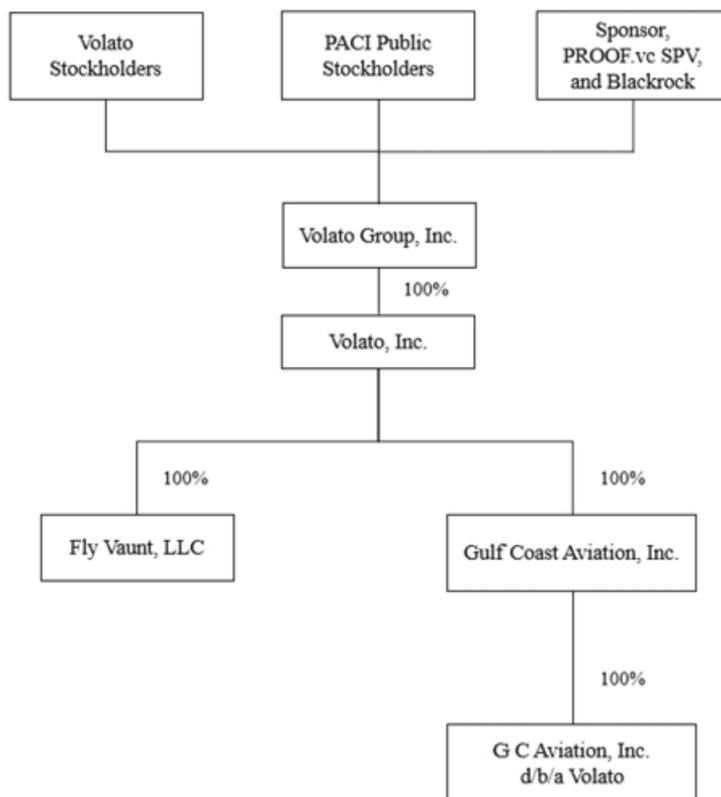 Volato
Stockholders
PACI Public
Stockholders
Sponsor,
PROOF.vc SPV,
and Blackrock
Volato Group, Inc.
100%
Volato, Inc.
100%
100%
Fly Vaunt, LLC
Gulf Coast Aviation, Inc.
100%
G C Aviation, Inc.
d/b/a Volato